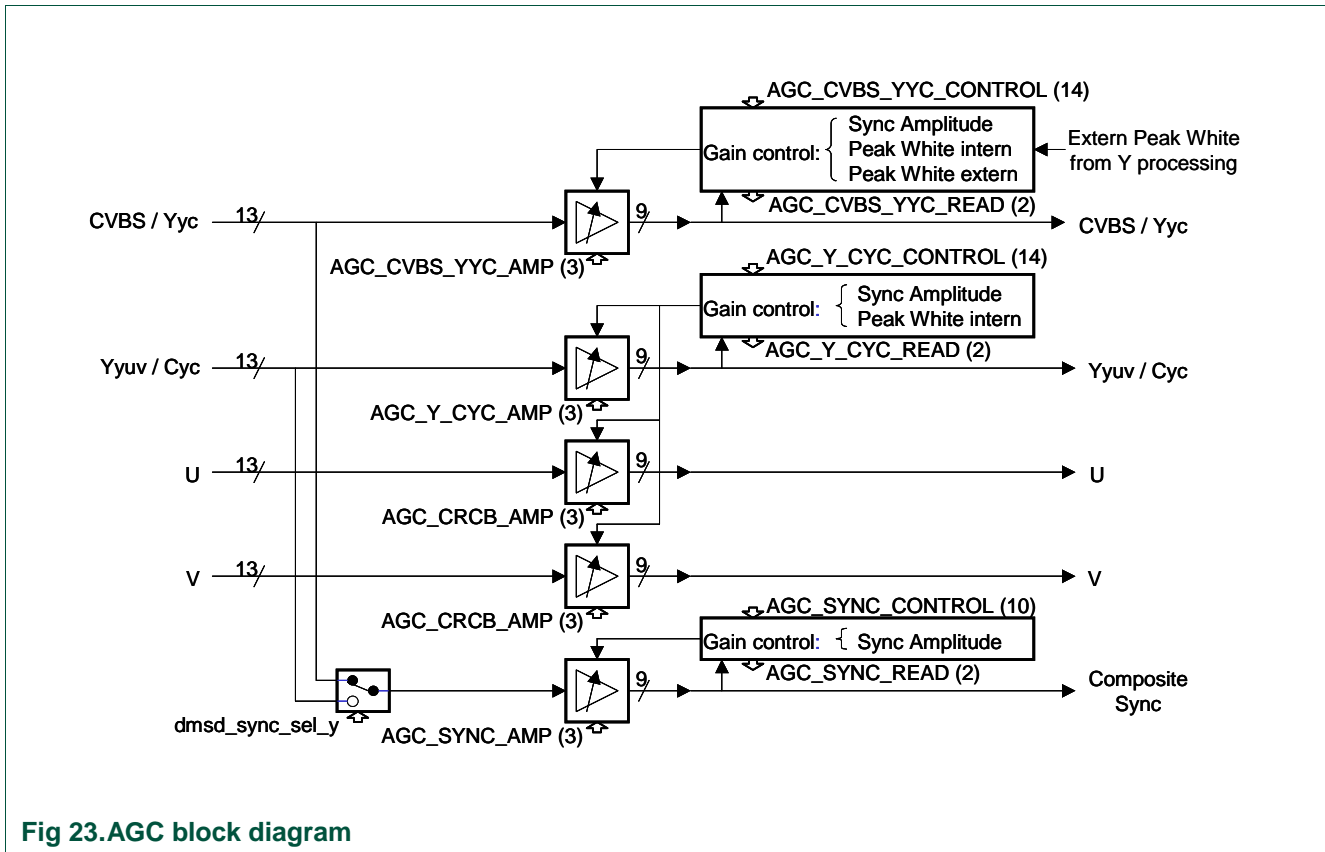 AGC_CVBS_YYC_CONTROL (14)
Gain control:
Sync Amplitude
Peak White intern
Peak White extern
Extern Peak White
from Y processing
CVBS / Yyc
13
9
AGC_CVBS_YYC_READ (2)
CVBS / Yyc
AGC_CVBS_YYC_AMP (3)
AGC_Y_CYC_CONTROL (14)
Gain control:
Sync Amplitude
Peak White intern
Yyuv / Cyc
13
9
AGC_Y_CYC_READ (2)
Yyuv / Cyc
AGC_Y_CYC_AMP (3)
U
13
9
U
AGC_CRCB_AMP (3)
V
13
9
V
AGC_CRCB_AMP (3)
AGC_SYNC_CONTROL (10)
Gain control:
Sync Amplitude
9
AGC_SYNC_READ (2)
Composite
Sync
dmsd_sync_sel_y
AGC_SYNC_AMP (3)
Fig 23.AGC block diagram